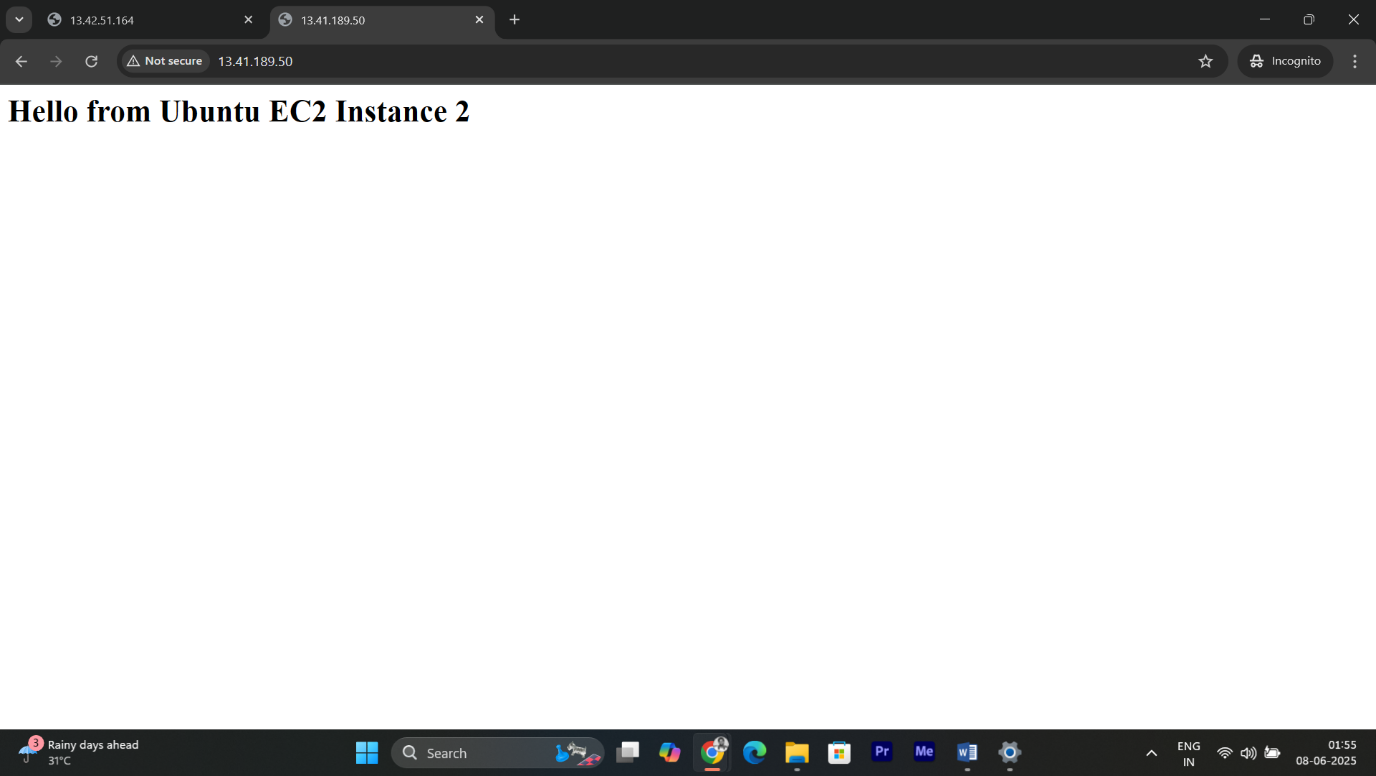 13.42.51.164
13.41.189.50
Not secure
13.41.189.50
Incognito
Hello from Ubuntu EC2 Instance 2
3
Rainy days ahead
31°C
Search
Pr
Me
W
ENG
IN
01:55
08-06-2025